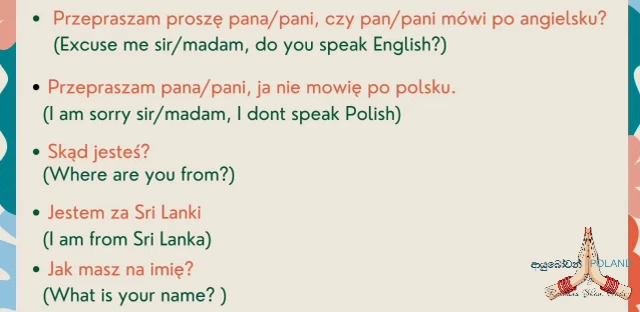 Przepraszam proszę pana/pani, czy pan/pani mówi po angielsku?
(Excuse me sir/madam, do you speak English?)
Przepraszam pana/pani, ja nie mowię po polsku.
(I am sorry sir/madam, I dont speak Polish)
Skąd jesteś?
(Where are you from?)
Jestem za Sri Lanki
(I am from Sri Lanka)
Jak masz na imię?
(What is your name? )
ආයුබෝවන් POLAND